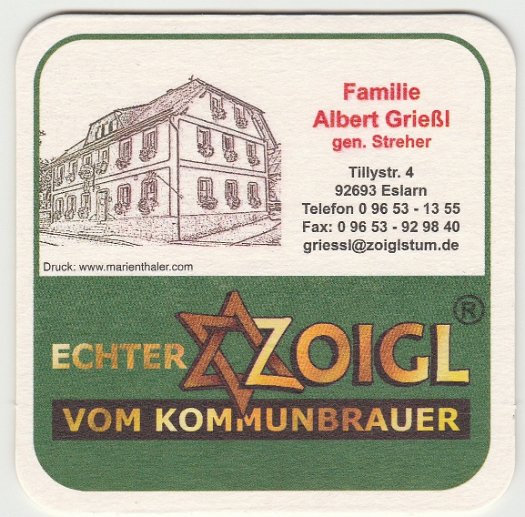 Familie
Albert Grießl
gen. Streher
Tillystr. 4
92693 Eslarn
Telefon 0 96 53 - 13 55
Fax: 0 96 53 - 92 98 40
griessl@zoiglstum.de
Druck: www.marienthaler.com
ECHTER ZOIGL ®
VOM KOMMUNBRAUER